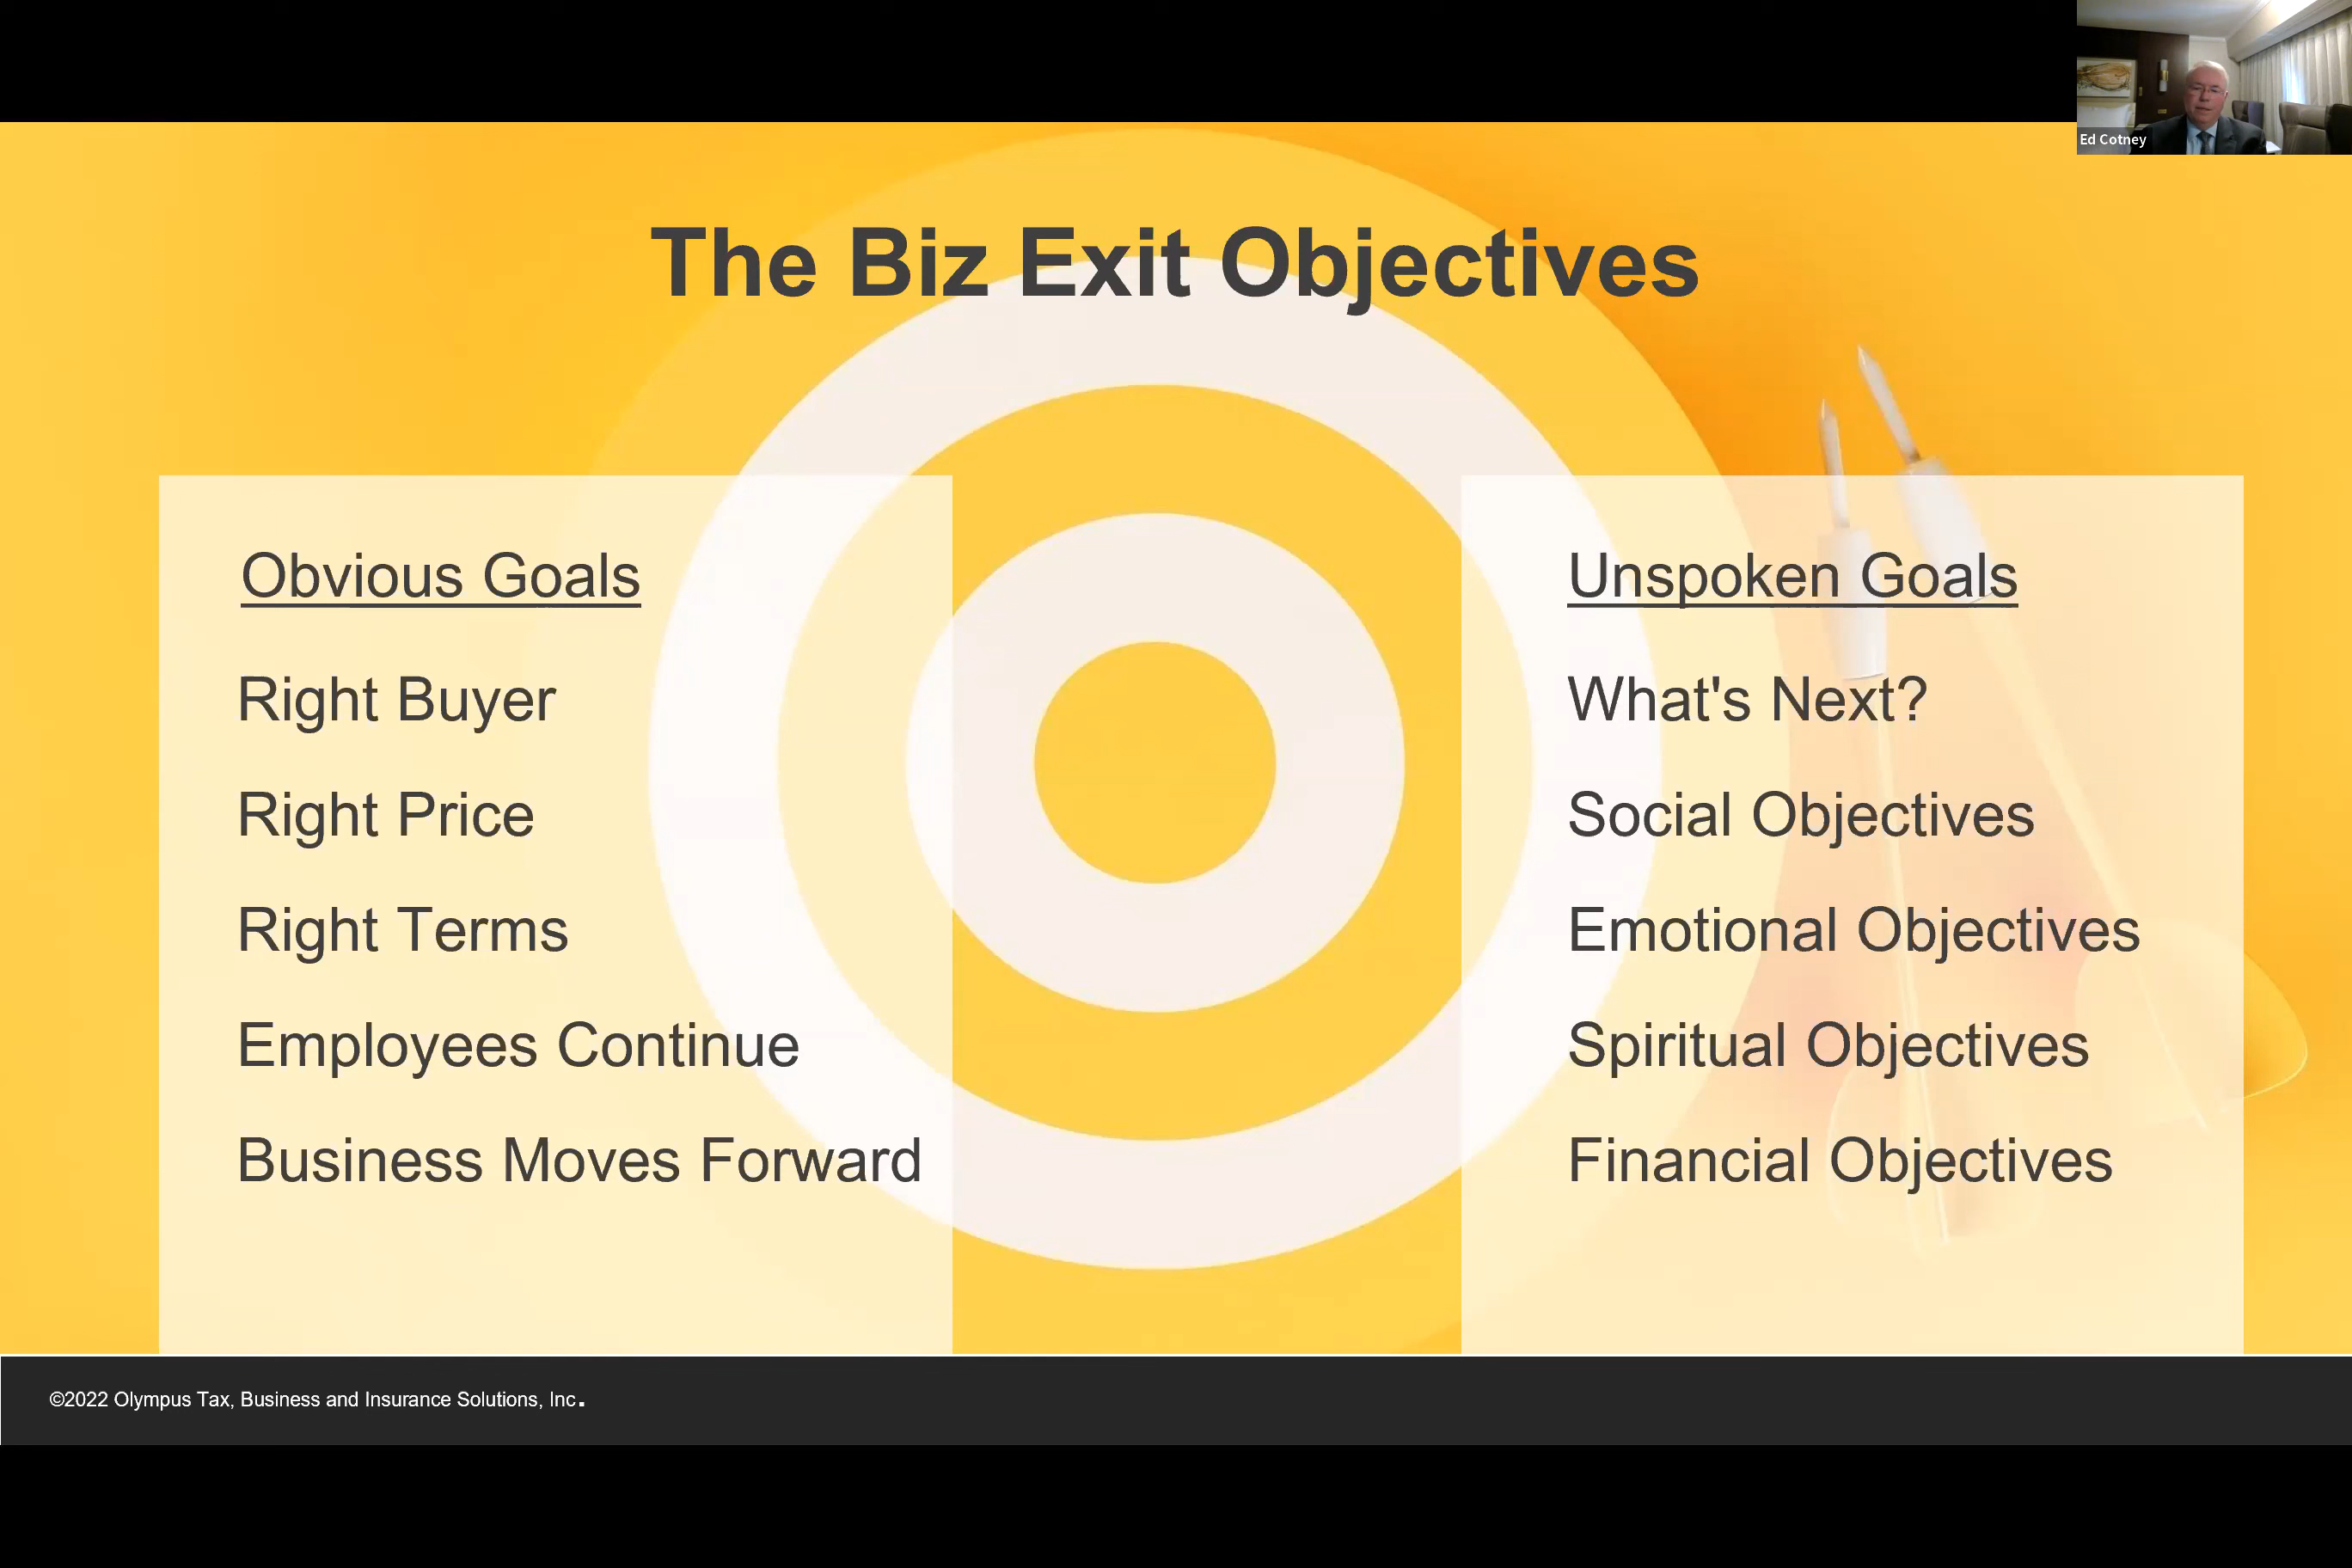 Ed Cotney
The Biz Exit Objectives
Obvious Goals
Right Buyer
Right Price
Right Terms
Employees Continue
Business Moves Forward
Unspoken Goals
What's Next?
Social Objectives
Emotional Objectives
Spiritual Objectives
Financial Objectives
©2022 Olympus Tax, Business and Insurance Solutions, Inc.